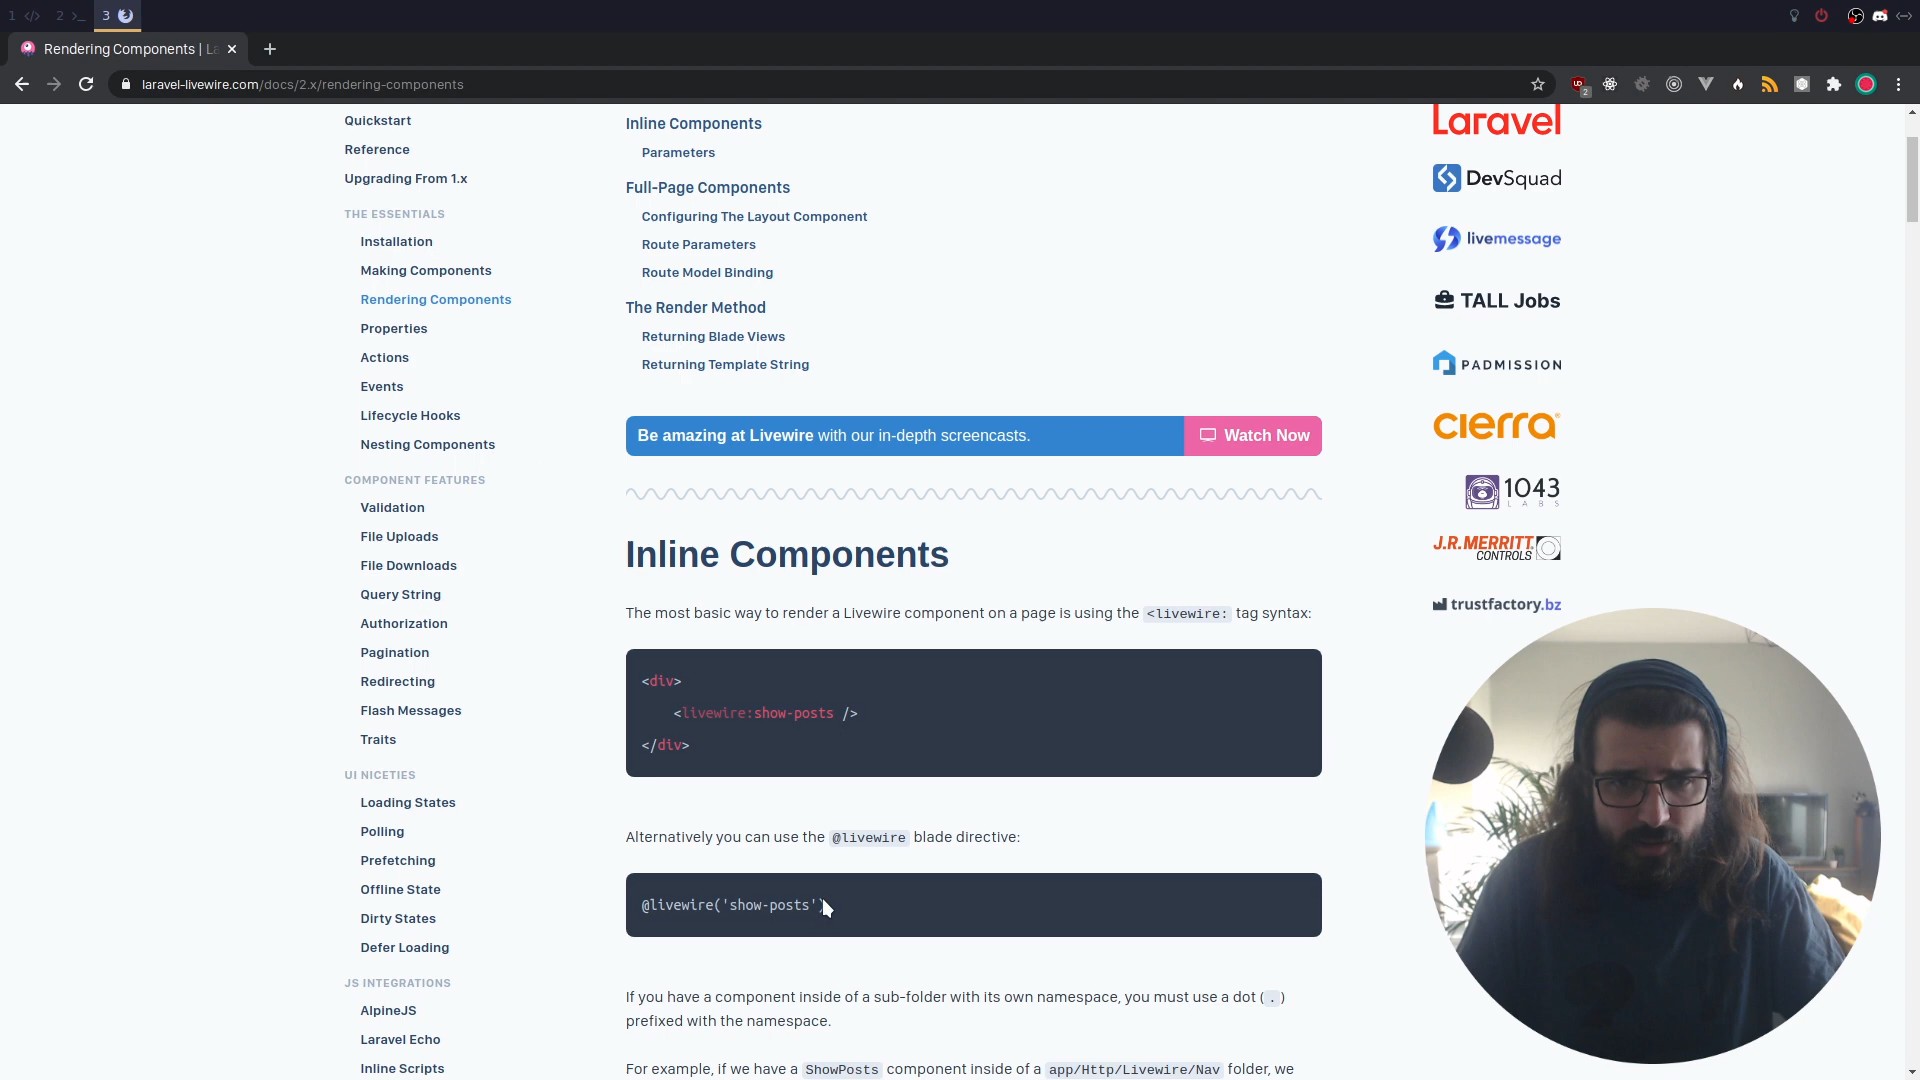 1
2
3
Rendering Components | La
laravel-livewire.com/docs/2.x/rendering-components
2
Quickstart
Reference
Upgrading From 1.x
THE ESSENTIALS
Installation
Making Components
Rendering Components
Properties
Actions
Events
Lifecycle Hooks
Nesting Components
COMPONENT FEATURES
Validation
File Uploads
File Downloads
Query String
Authorization
Pagination
Redirecting
Flash Messages
Traits
UI NICETIES
Loading States
Polling
Prefetching
Offline State
Dirty States
Defer Loading
JS INTEGRATIONS
AlpineJS
Laravel Echo
Inline Scripts
Inline Components
Parameters
Full-Page Components
Configuring The Layout Component
Route Parameters
Route Model Binding
The Render Method
Returning Blade Views
Returning Template String
Be amazing at Livewire with our in-depth screencasts.
Watch Now
Inline Components
The most basic way to render a Livewire component on a page is using the <livewire: tag syntax:
<div>
<livewire:show-posts />
</div>
Alternatively you can use the @livewire blade directive:
@livewire('show-posts')
If you have a component inside of a sub-folder with its own namespace, you must use a dot (.)
prefixed with the namespace.
For example, if we have a ShowPosts component inside of a app/Http/Livewire/Nav folder, we
Laravel
DevSquad
livemessage
TALL Jobs
PADMISSION
cierra
1043
LABS
J.R.MERRITT
CONTROLS
trustfactory.bz